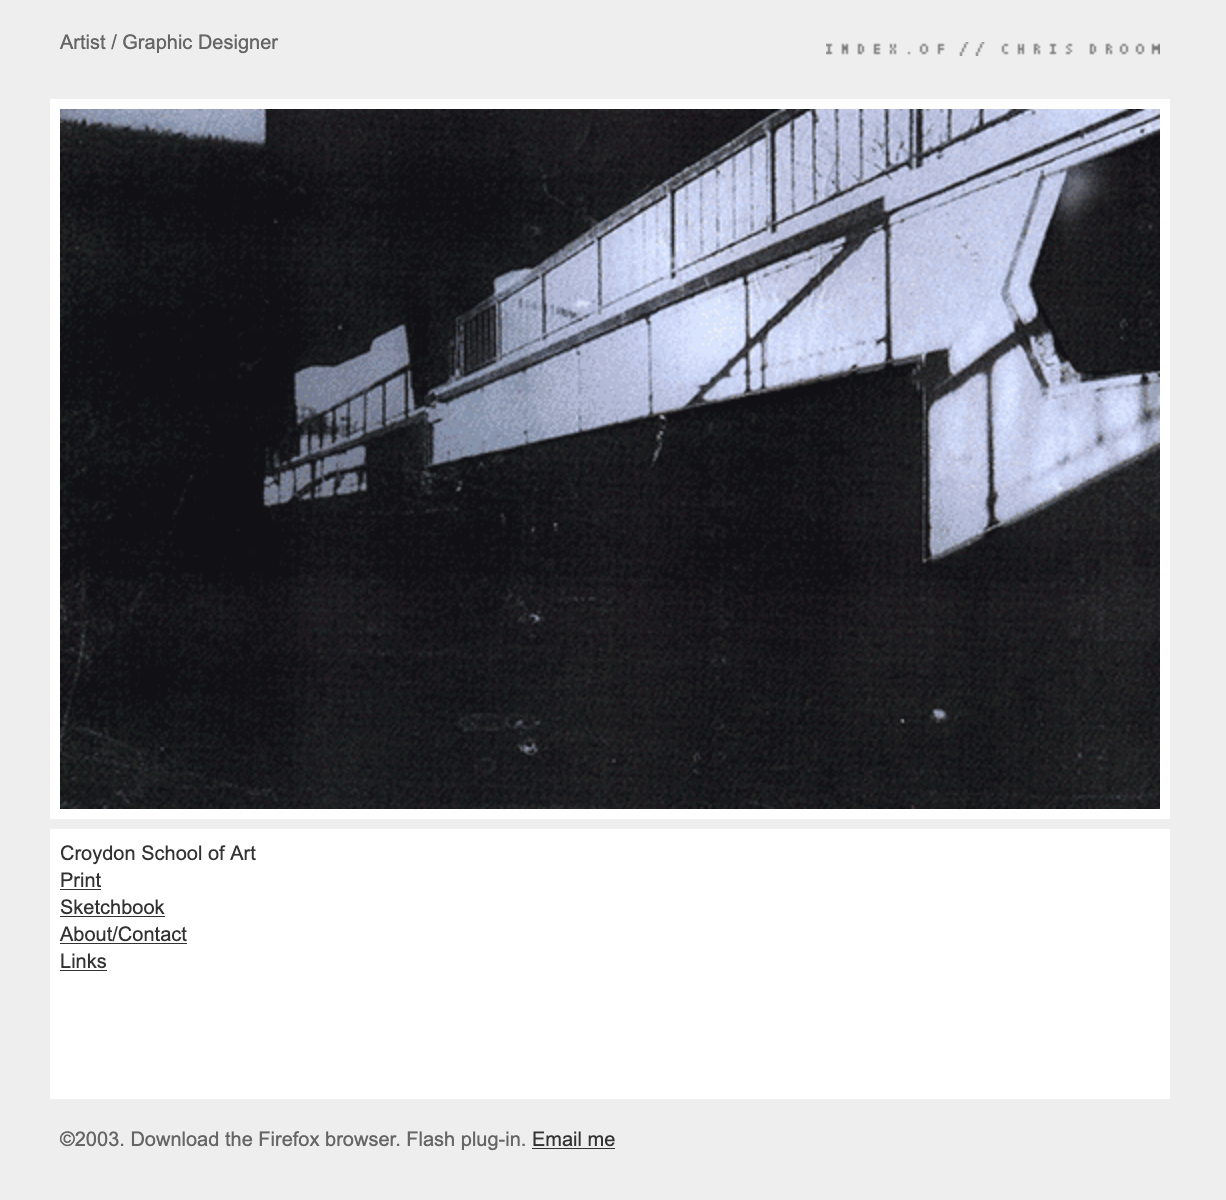 Artist / Graphic Designer
INDEX.OF // CHRIS DROOM
Croydon School of Art
Print
Sketchbook
About/Contact
Links
©2003. Download the Firefox browser. Flash plug-in. Email me